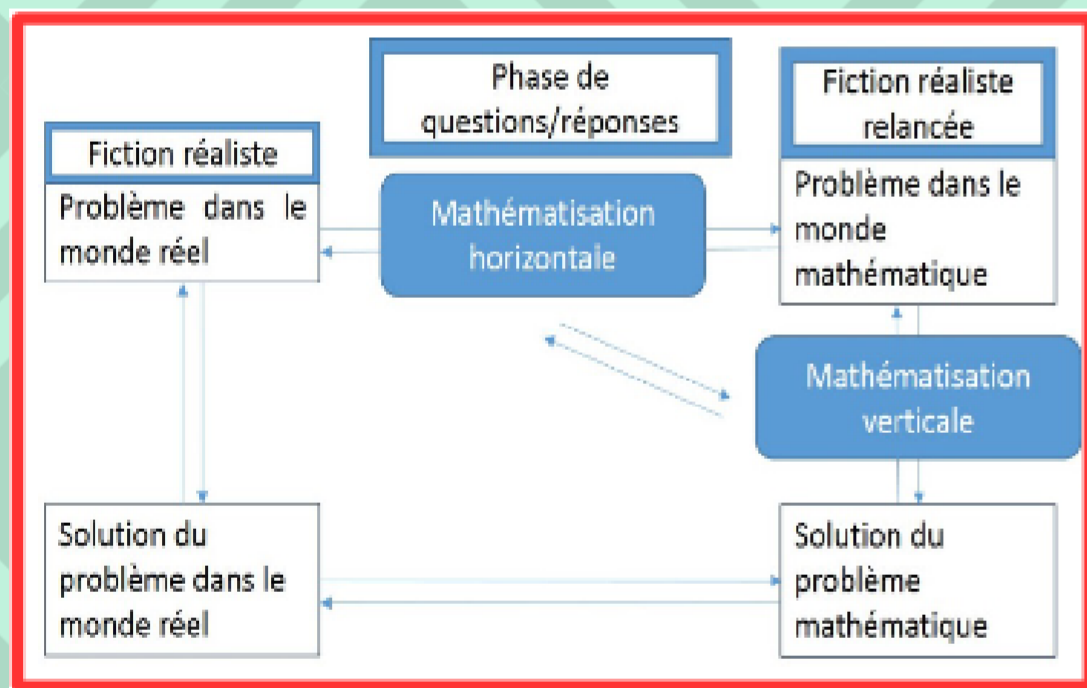 Phase de
questions/réponses
Fiction réaliste
relancée
Fiction réaliste
Problème dans le
monde réel
Mathématisation
horizontale
Problème dans le
monde
mathématique
Mathématisation
verticale
Solution du
problème dans le
monde réel
Solution du
problème
mathématique